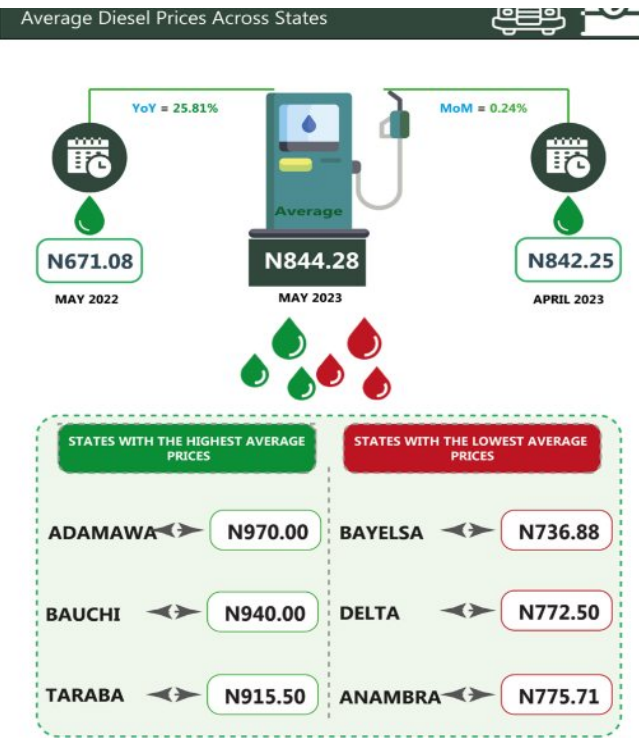 Average Diesel Prices Across States
YoY = 25.81%
MoM = 0.24%
Average
N671.08
N844.28
N842.25
MAY 2022
MAY 2023
APRIL 2023
STATES WITH THE HIGHEST AVERAGE
PRICES
STATES WITH THE LOWEST AVERAGE
PRICES
ADAMAWA N970.00
BAYELSA N736.88
BAUCHI N940.00
DELTA N772.50
TARABA N915.50
ANAMBRA N775.71